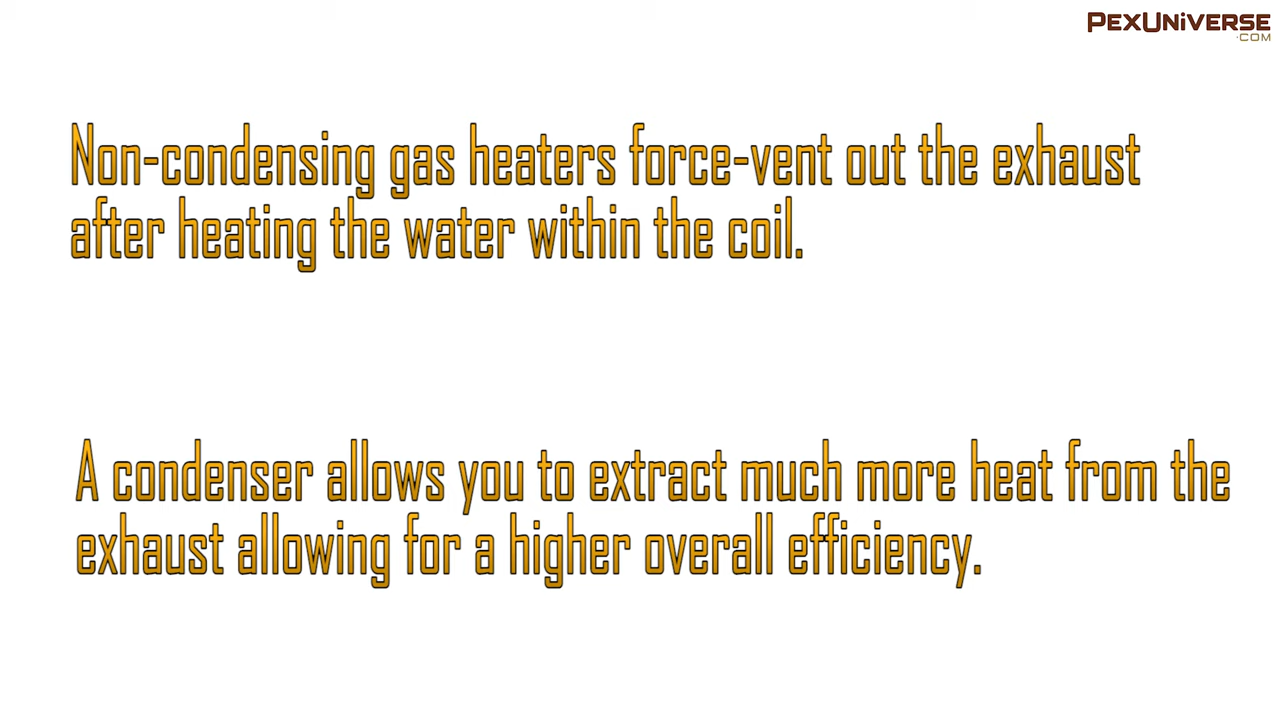 PexUniverse
.com
Non-condensing gas heaters force-vent out the exhaust
after heating the water within the coil.
A condenser allows you to extract much more heat from the
exhaust allowing for a higher overall efficiency.